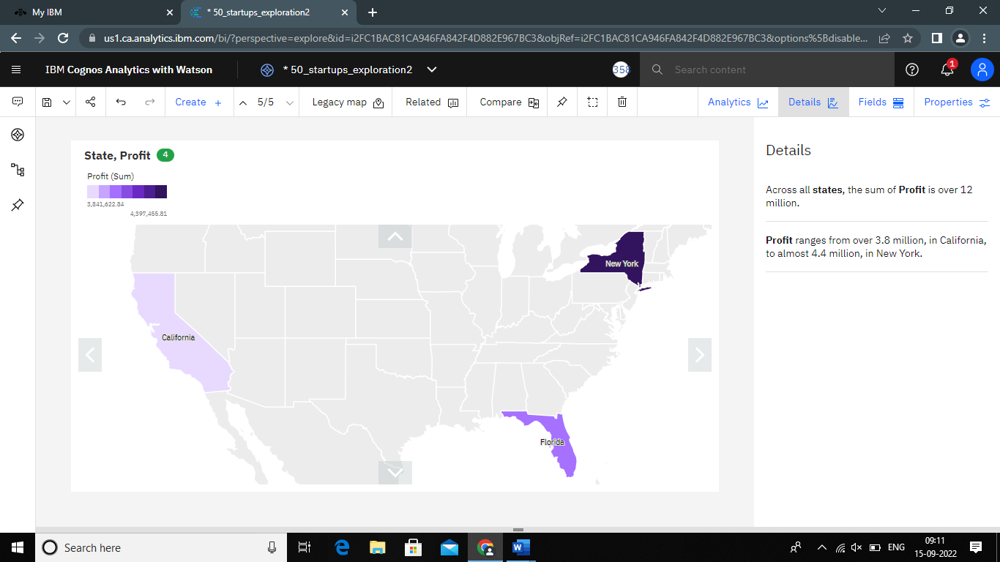 My IBM
* 50_startups_exploration2
us1.ca.analytics.ibm.com/bi/?perspective=explore&id=i2FC1BAC81CA946FA842F4D882E967BC3&objRef=i2FC1BAC81CA946FA842F4D882E967BC3&options%5Bdisable...
IBM Cognos Analytics with Watson
* 50_startups_exploration2
358
Search content
1
Create +
5/5
Legacy map
Related
Compare
Analytics
Details
Fields
Properties
State, Profit 4
Profit (Sum)
3,841,622.84
4,397,455.81
New York
California
Florida
Details
Across all states, the sum of Profit is over 12
million.
Profit ranges from over 3.8 million, in California,
to almost 4.4 million, in New York.
Search here
ENG
09:11
15-09-2022